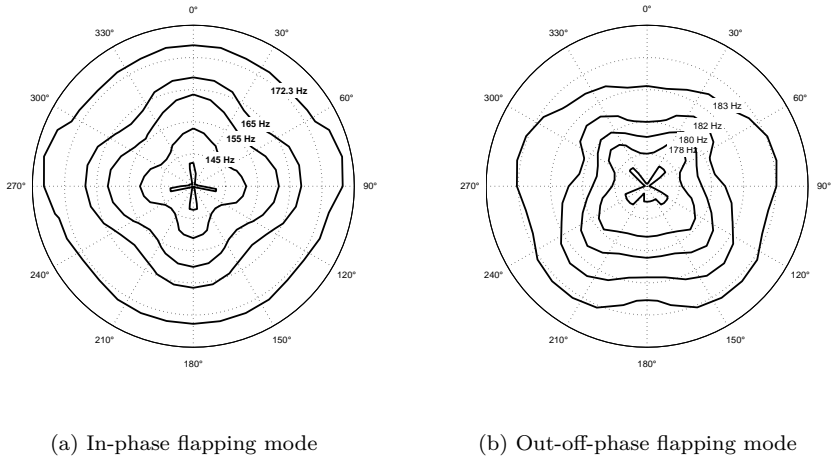 0°
30°
60°
90°
120°
150°
180°
210°
240°
270°
300°
330°
172.3 Hz
165 Hz
155 Hz
145 Hz
(a) In-phase flapping mode
0°
30°
60°
90°
120°
150°
180°
210°
240°
270°
300°
330°
183 Hz
182 Hz
180 Hz
178 Hz
(b) Out-off-phase flapping mode